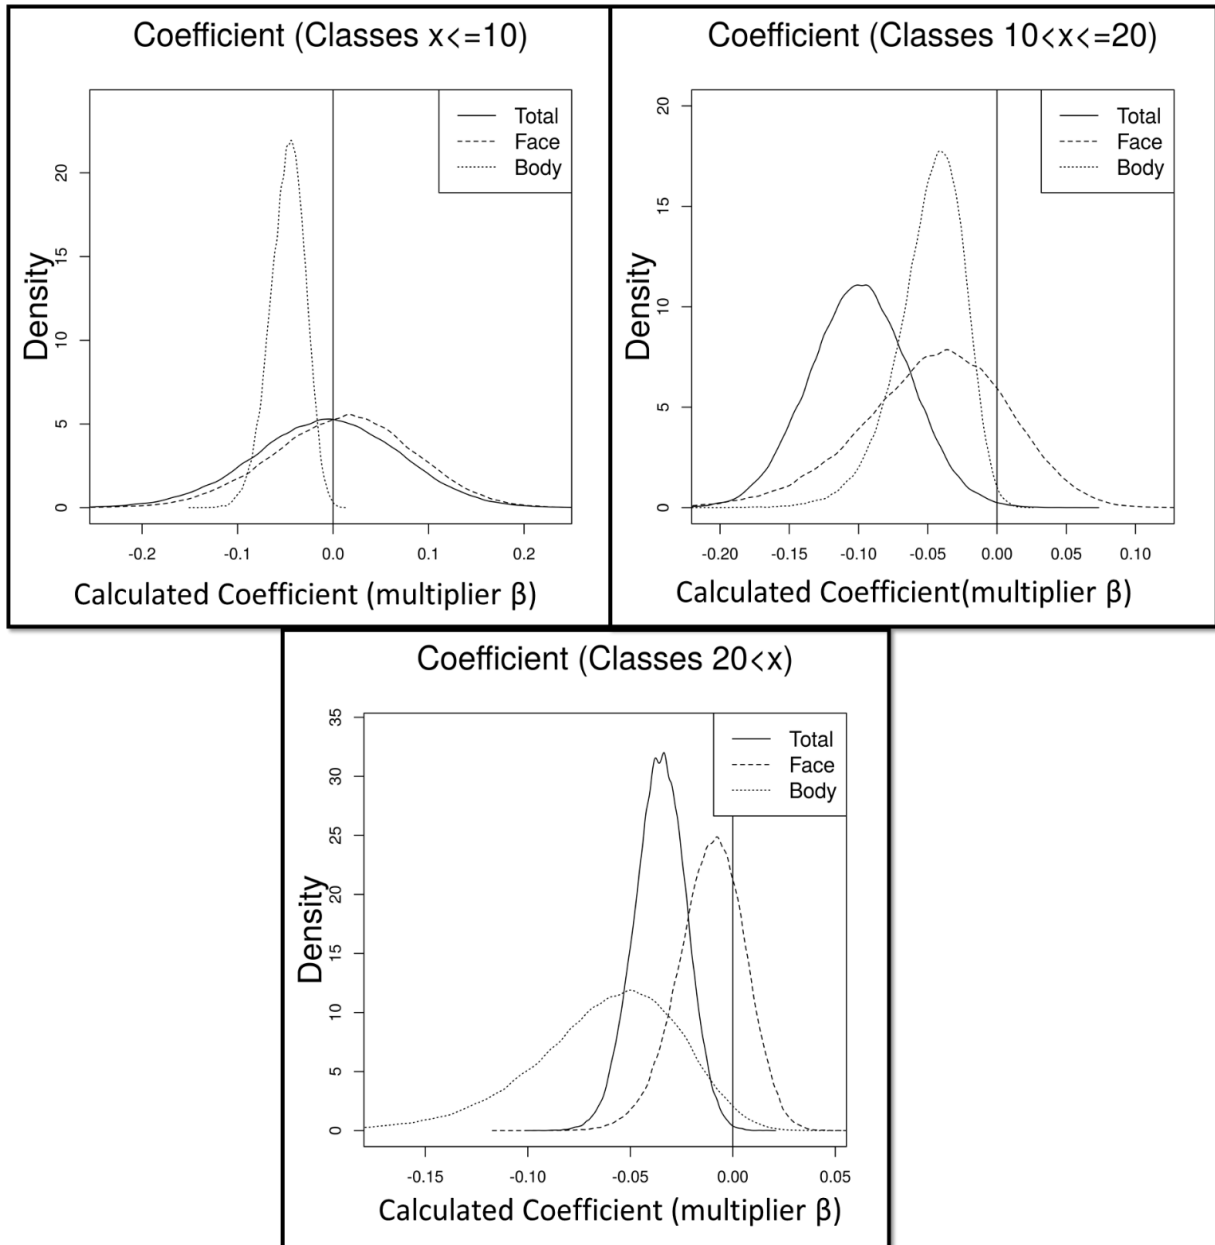 Coefficient (Classes x<=10)
Total
Face
Body
Density
0
5
10
15
20
-0.2
-0.1
0.0
0.1
0.2
Calculated Coefficient (multiplier β)
Coefficient (Classes 10<x<=20)
Total
Face
Body
Density
0
5
10
15
20
-0.20
-0.15
-0.10
-0.05
0.00
0.05
0.10
Calculated Coefficient(multiplier β)
Coefficient (Classes 20<x)
Total
Face
Body
Density
0
5
10
15
20
25
30
35
-0.15
-0.10
-0.05
0.00
0.05
Calculated Coefficient (multiplier β)